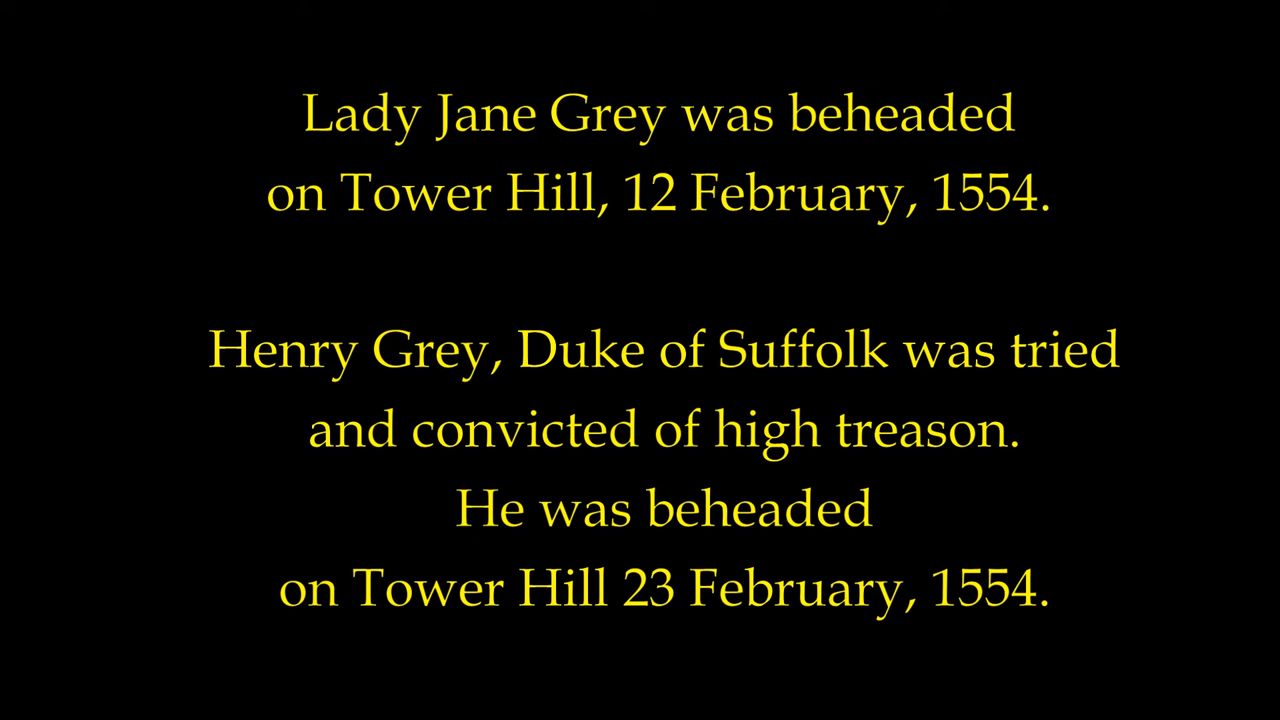 Lady Jane Grey was beheaded
on Tower Hill, 12 February, 1554.
Henry Grey, Duke of Suffolk was tried
and convicted of high treason.
He was beheaded
on Tower Hill 23 February, 1554.